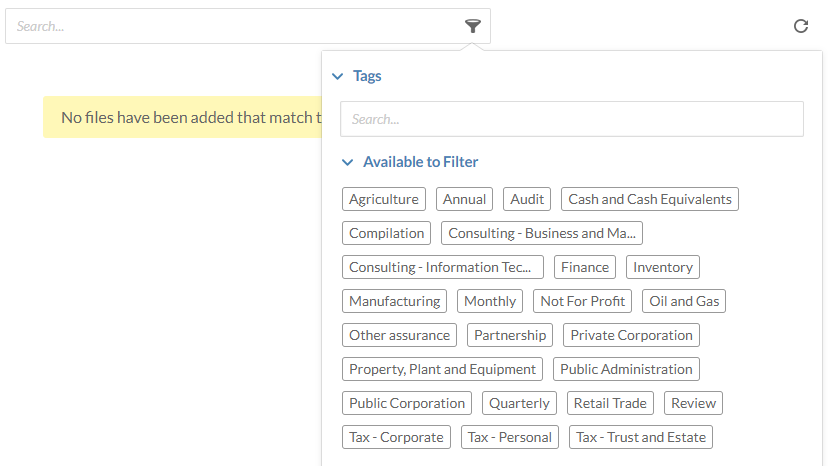 Search...
Tags
No files have been added that match t
Search...
Available to Filter
Agriculture Annual Audit Cash and Cash Equivalents
Compilation Consulting - Business and Ma...
Consulting - Information Tec... Finance Inventory
Manufacturing Monthly Not For Profit Oil and Gas
Other assurance Partnership Private Corporation
Property, Plant and Equipment Public Administration
Public Corporation Quarterly Retail Trade Review
Tax - Corporate Tax - Personal Tax - Trust and Estate